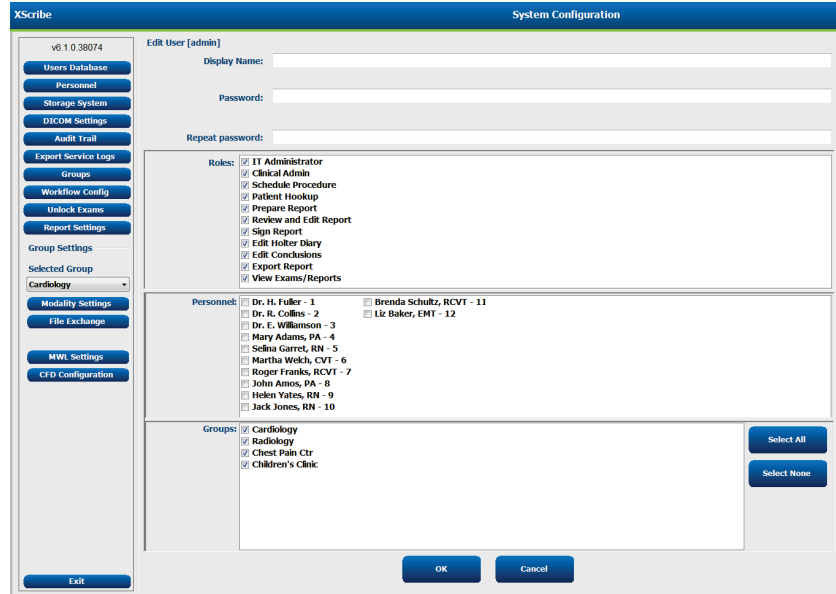 XScribe
System Configuration
v6.1.0.38074
Users Database
Personnel
Storage System
DICOM Settings
Audit Trail
Export Service Logs
Groups
Workflow Config
Unlock Exams
Report Settings
Group Settings
Selected Group
Cardiology
Modality Settings
File Exchange
MWL Settings
CFD Configuration
Exit
Edit User [admin]
Display Name:
Password:
Repeat password:
Roles:
IT Administrator
Clinical Admin
Schedule Procedure
Patient Hookup
Prepare Report
Review and Edit Report
Sign Report
Edit Holter Diary
Edit Conclusions
Export Report
View Exams/Reports
Personnel:
Dr. H. Fuller - 1
Dr. R. Collins - 2
Dr. E. Williamson - 3
Mary Adams, PA - 4
Selina Garret, RN - 5
Martha Welch, CVT - 6
Roger Franks, RCVT - 7
John Amos, PA - 8
Helen Yates, RN - 9
Jack Jones, RN - 10
Brenda Schultz, RCVT - 11
Liz Baker, EMT - 12
Groups:
Cardiology
Radiology
Chest Pain Ctr
Children's Clinic
Select All
Select None
OK
Cancel